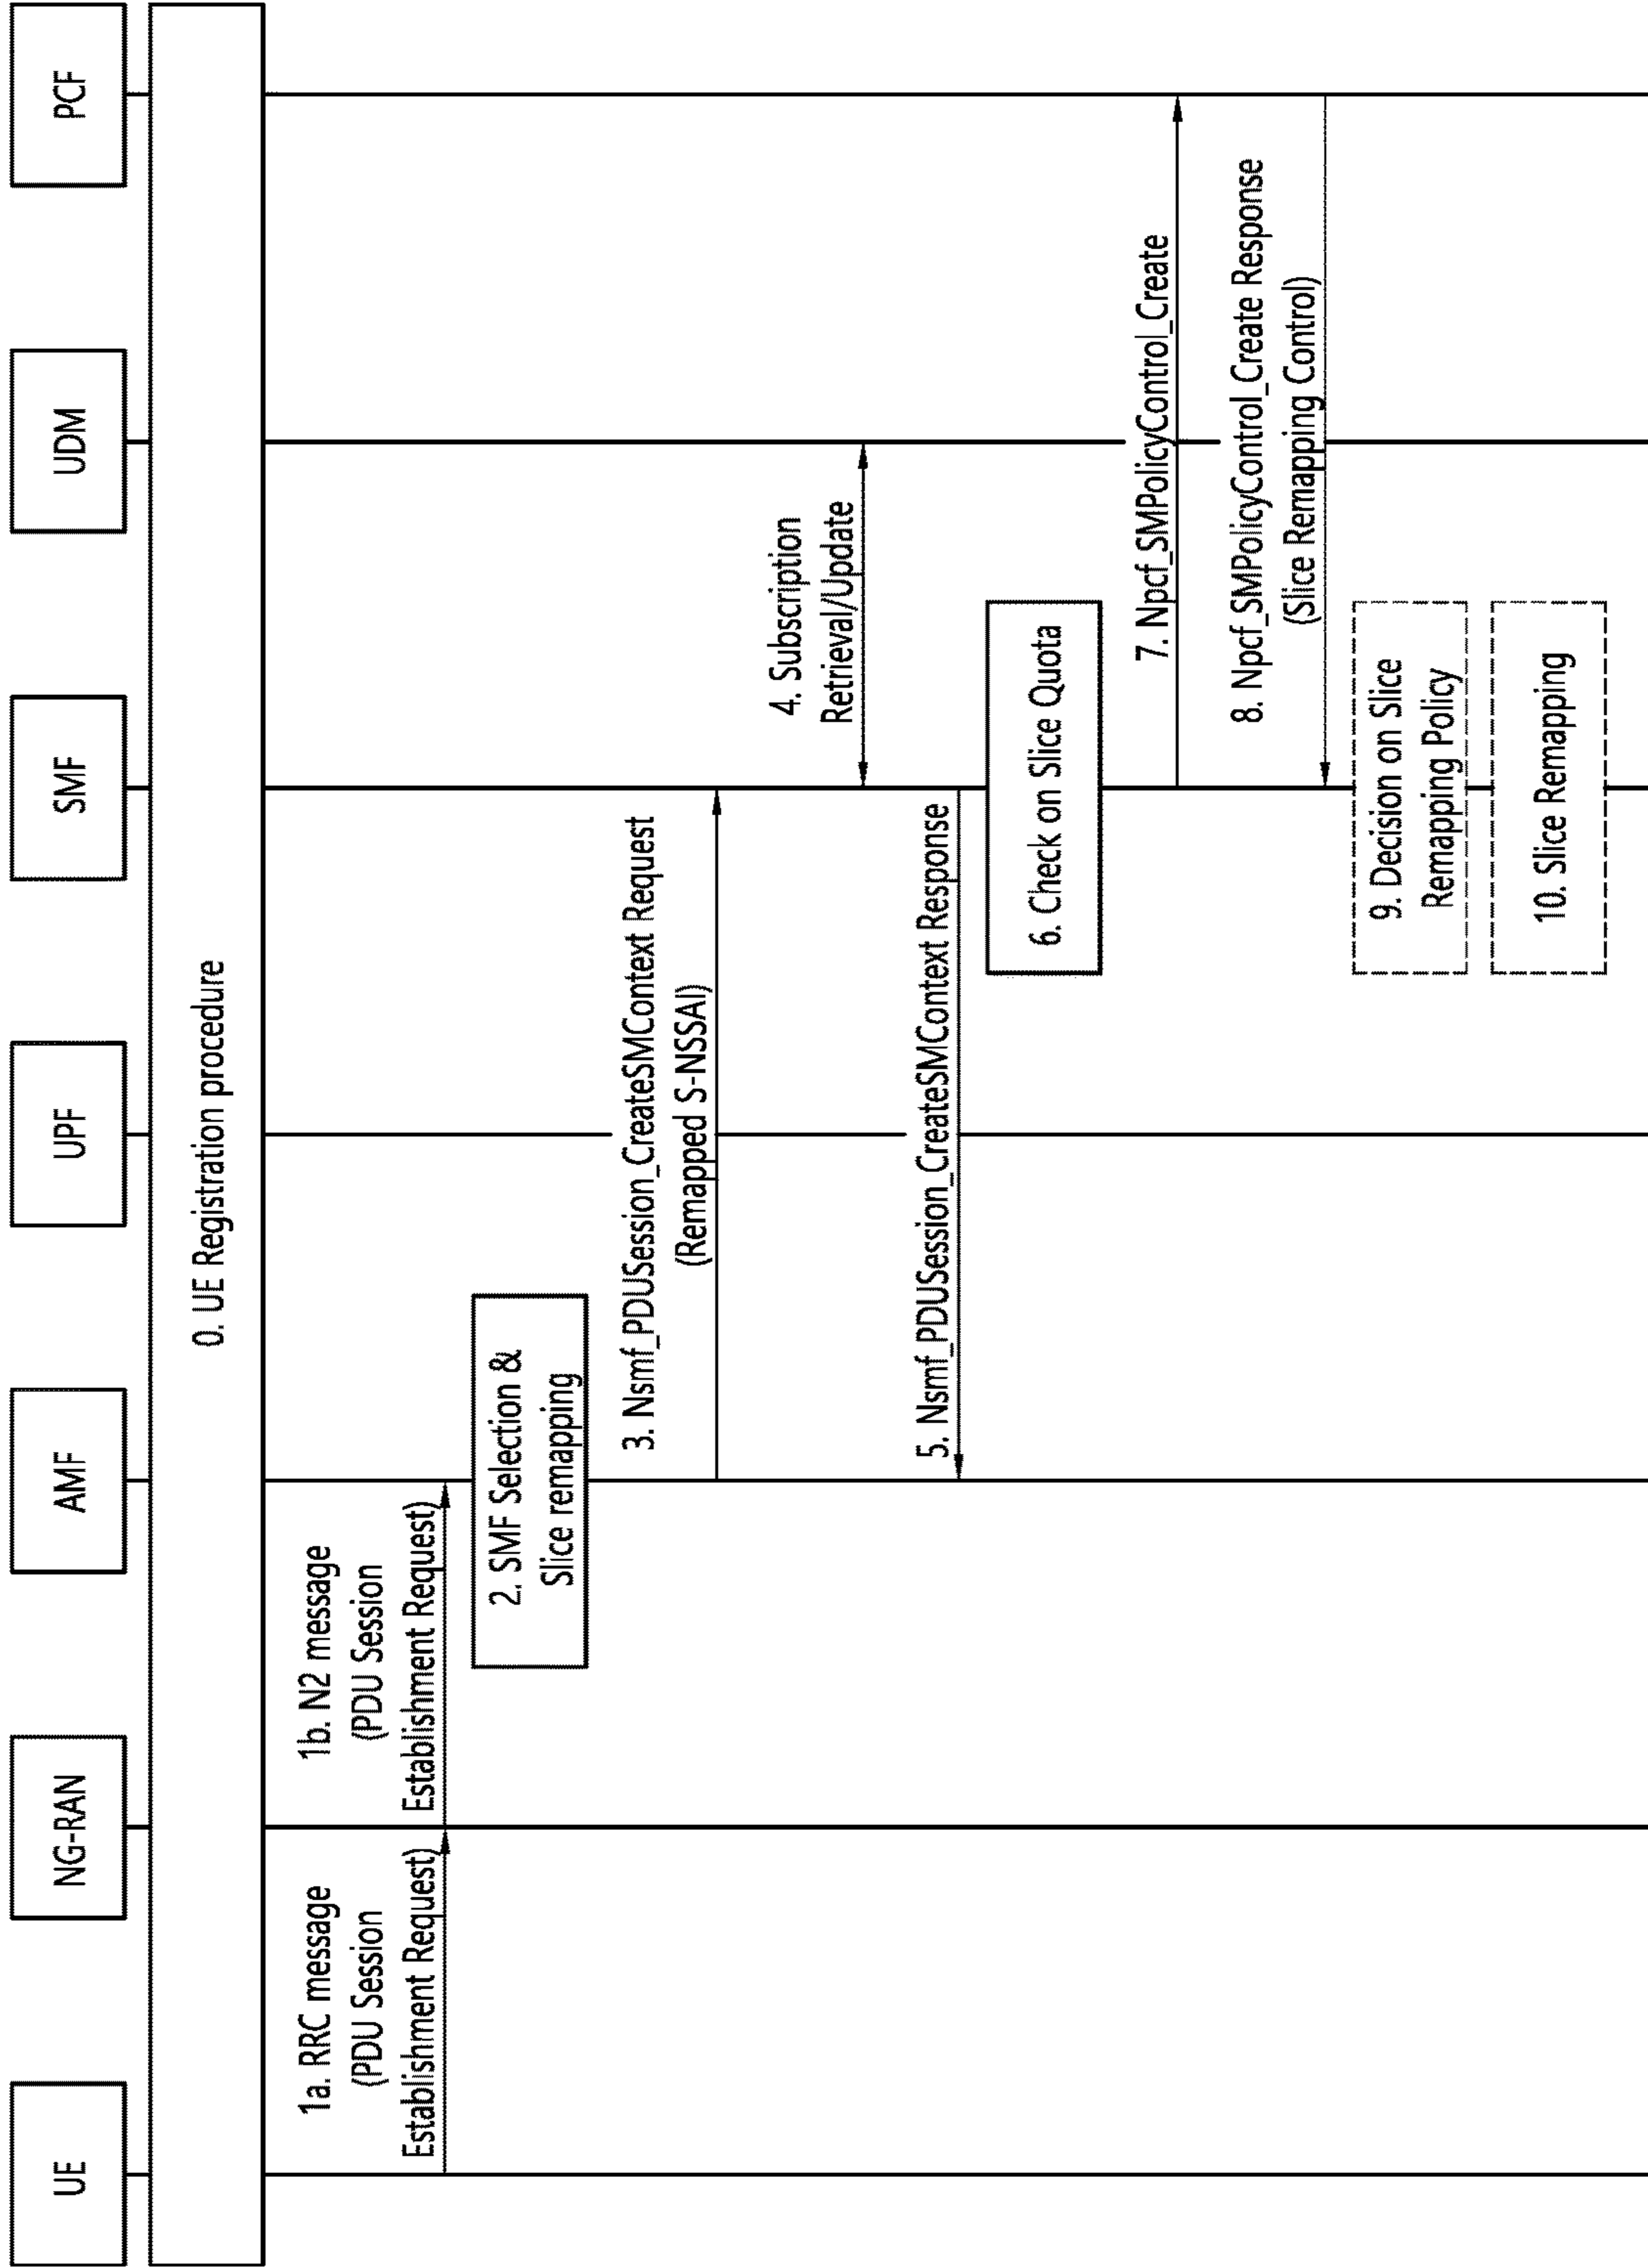 UE
NG-RAN
AMF
UPF
SMF
UDM
PCF
0. UE Registration procedure
1a. RRC message
(PDU Session
Establishment Request)
1b. N2 message
(PDU Session
Establishment Request)
2. SMF Selection &
Slice remapping
3. Nsmf_PDUSession_CreateSMContext Request
(Remapped S-NSSAI)
4. Subscription
Retrieval/Update
5. Nsmf_PDUSession_CreateSMContext Response
6. Check on Slice Quota
7. Npcf_SMPolicyControl_Create
8. Npcf_SMPolicyControl_Create Response
(Slice Remapping Control)
9. Decision on Slice
Remapping Policy
10. Slice Remapping